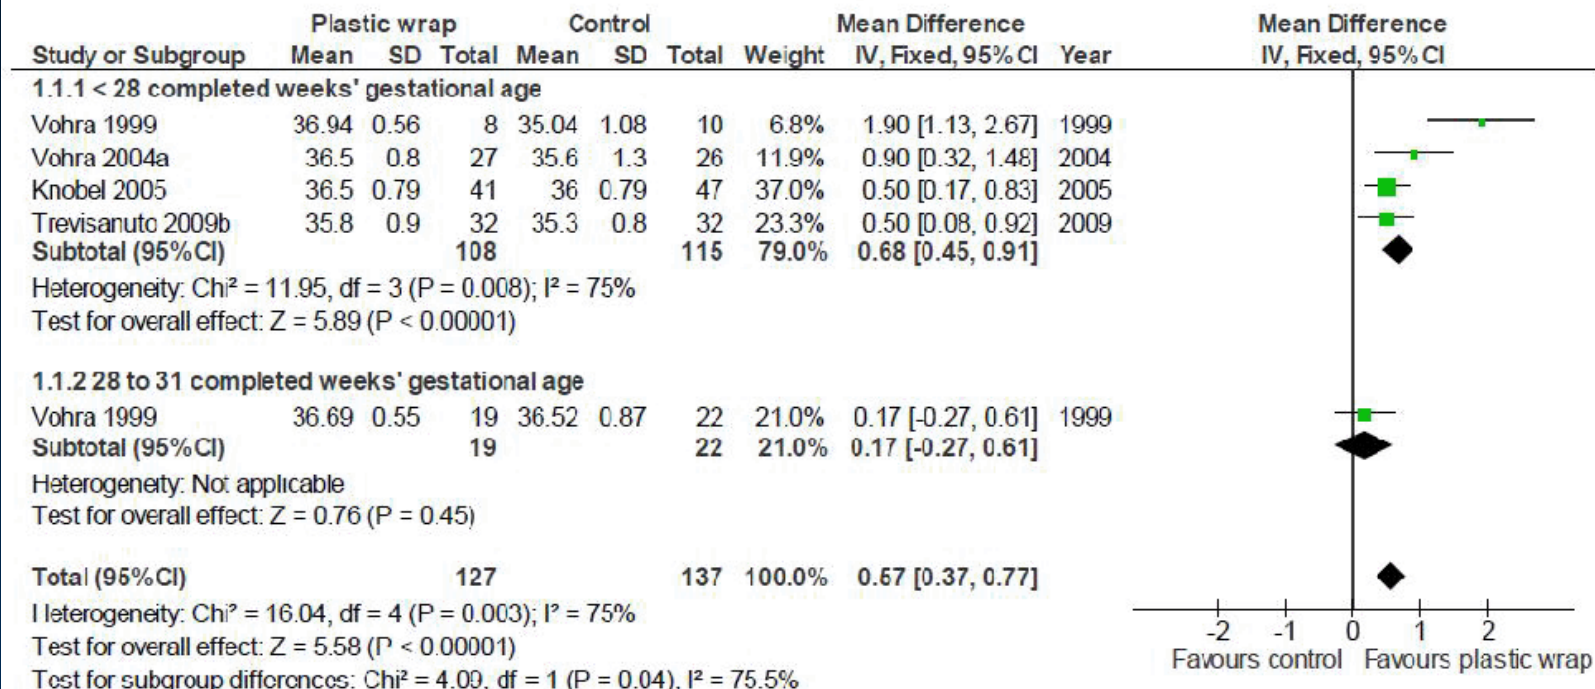 Plastic wrap Control Mean Difference Mean Difference
Study or Subgroup Mean SD Total Mean SD Total Weight IV, Fixed, 95% CI Year IV, Fixed, 95% CI
1.1.1 < 28 completed weeks' gestational age
Vohra 1999 36.94 0.56 8 35.04 1.08 10 6.8% 1.90 [1.13, 2.67] 1999
Vohra 2004a 36.5 0.8 27 35.6 1.3 26 11.9% 0.90 [0.32, 1.48] 2004
Knobel 2005 36.5 0.79 41 36 0.79 47 37.0% 0.50 [0.17, 0.83] 2005
Trevisanuto 2009b 35.8 0.9 32 35.3 0.8 32 23.3% 0.50 [0.08, 0.92] 2009
Subtotal (95% CI) 108 115 79.0% 0.68 [0.45, 0.91]
Heterogeneity: Chi² = 11.95, df = 3 (P = 0.008); I² = 75%
Test for overall effect: Z = 5.89 (P < 0.00001)
1.1.2 28 to 31 completed weeks' gestational age
Vohra 1999 36.69 0.55 19 36.52 0.87 22 21.0% 0.17 [-0.27, 0.61] 1999
Subtotal (95% CI) 19 22 21.0% 0.17 [-0.27, 0.61]
Heterogeneity: Not applicable
Test for overall effect: Z = 0.76 (P = 0.45)
Total (95% CI) 127 137 100.0% 0.57 [0.37, 0.77]
Heterogeneity: Chi² = 16.04, df = 4 (P = 0.003); I² = 75%
Test for overall effect: Z = 5.58 (P < 0.00001)
Test for subgroup differences: Chi² = 4.09, df = 1 (P = 0.04), I² = 75.5%
-2 -1 0 1 2
Favours control Favours plastic wrap